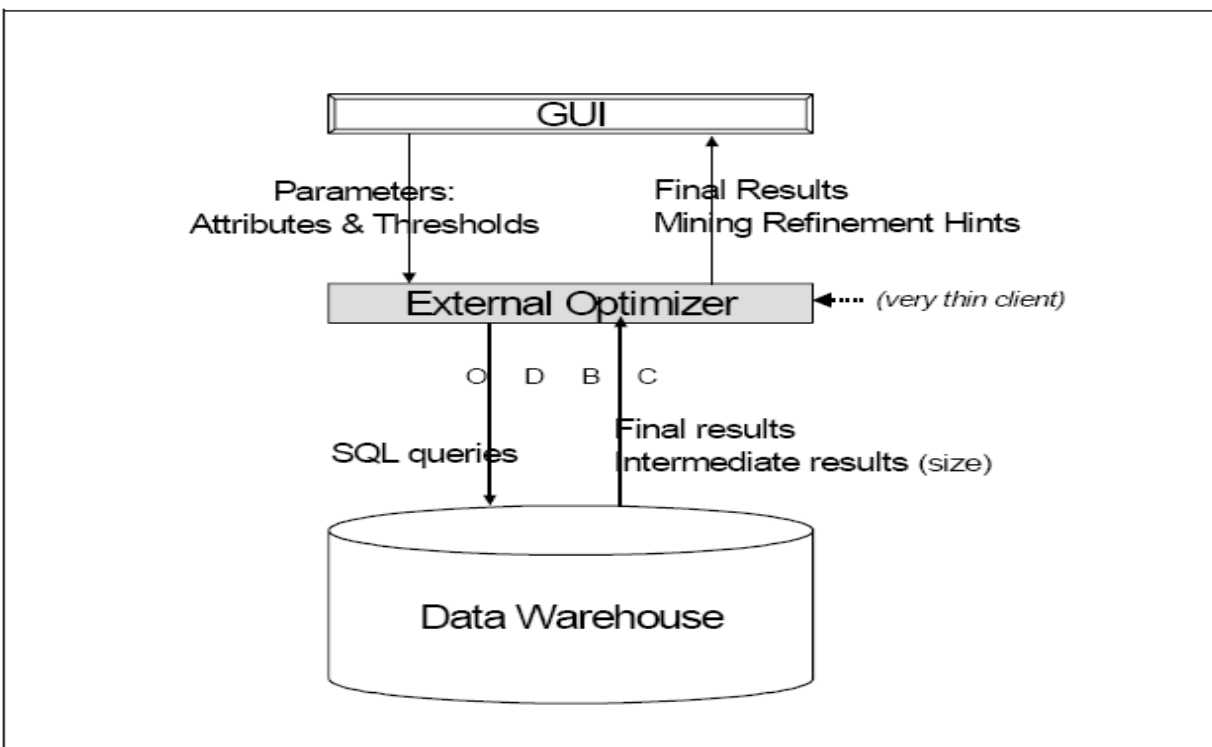 GUI
Parameters:
Attributes & Thresholds
Final Results
Mining Refinement Hints
External Optimizer
(very thin client)
O D B C
SQL queries
Final results
Intermediate results (size)
Data Warehouse